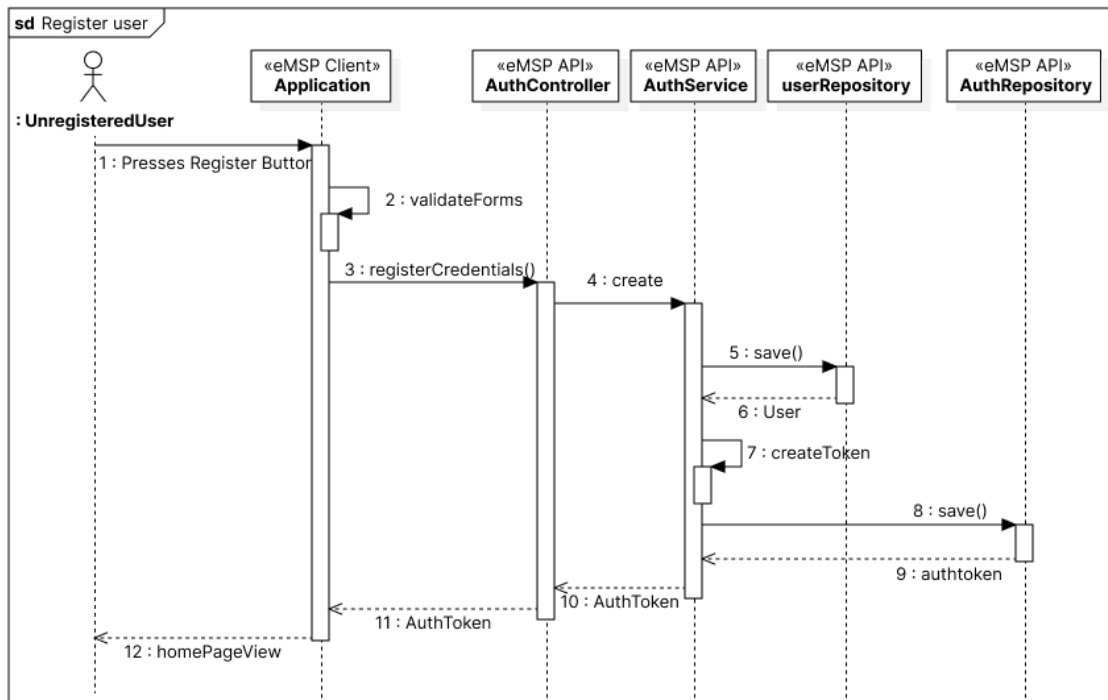 sd Register user
«eMSP Client»
Application
«eMSP API»
AuthController
«eMSP API»
AuthService
«eMSP API»
userRepository
«eMSP API»
AuthRepository
: UnregisteredUser
1 : Presses Register Button
2 : validateForms
3 : registerCredentials()
4 : create
5 : save()
6 : User
7 : createToken
8 : save()
9 : authtoken
10 : AuthToken
11 : AuthToken
12 : homePageView